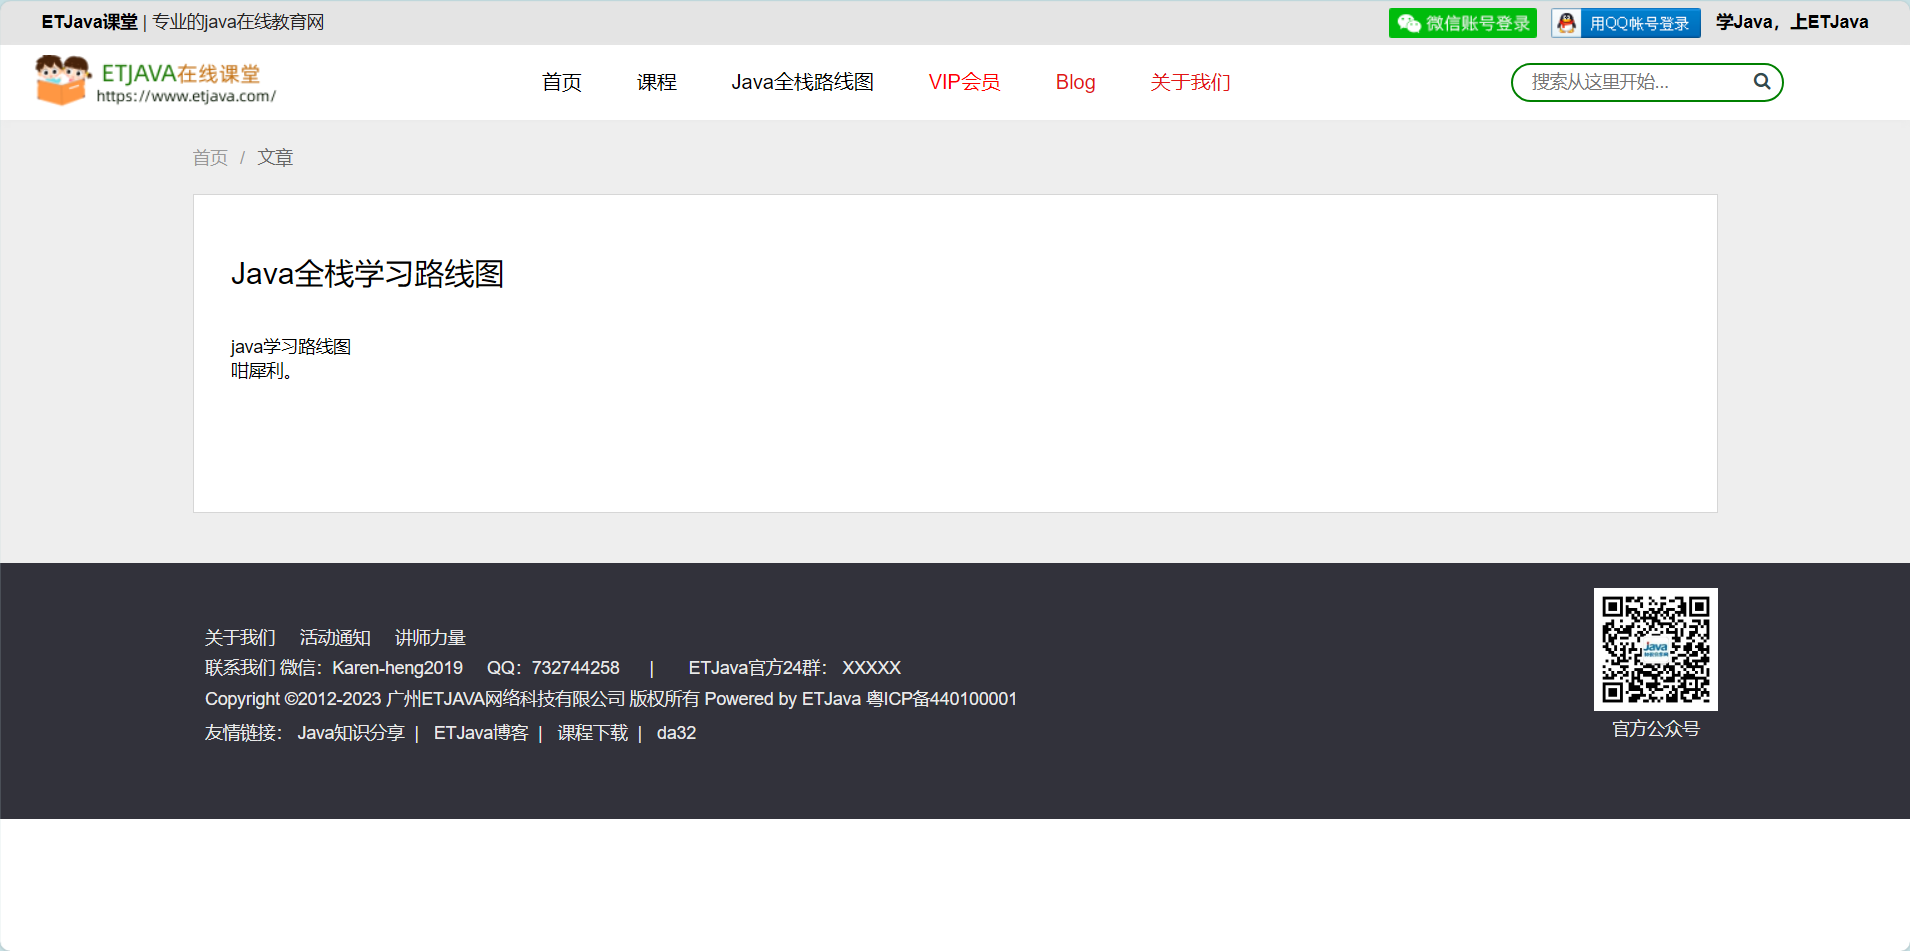 ETJava课堂 | 专业的java在线教育网
微信账号登录
用QQ帐号登录
学Java，上ETJava
ETJAVA在线课堂
https://www.etjava.com/
首页 课程 Java全栈路线图 VIP会员 Blog 关于我们
搜索从这里开始...
首页 / 文章
Java全栈学习路线图
java学习路线图
咁犀利。
关于我们 活动通知 讲师力量
联系我们 微信：Karen-heng2019 QQ：732744258 | ETJava官方24群： XXXXX
Copyright ©2012-2023 广州ETJAVA网络科技有限公司 版权所有 Powered by ETJava 粤ICP备440100001
友情链接： Java知识分享 | ETJava博客 | 课程下载 | da32
Java
官方公众号